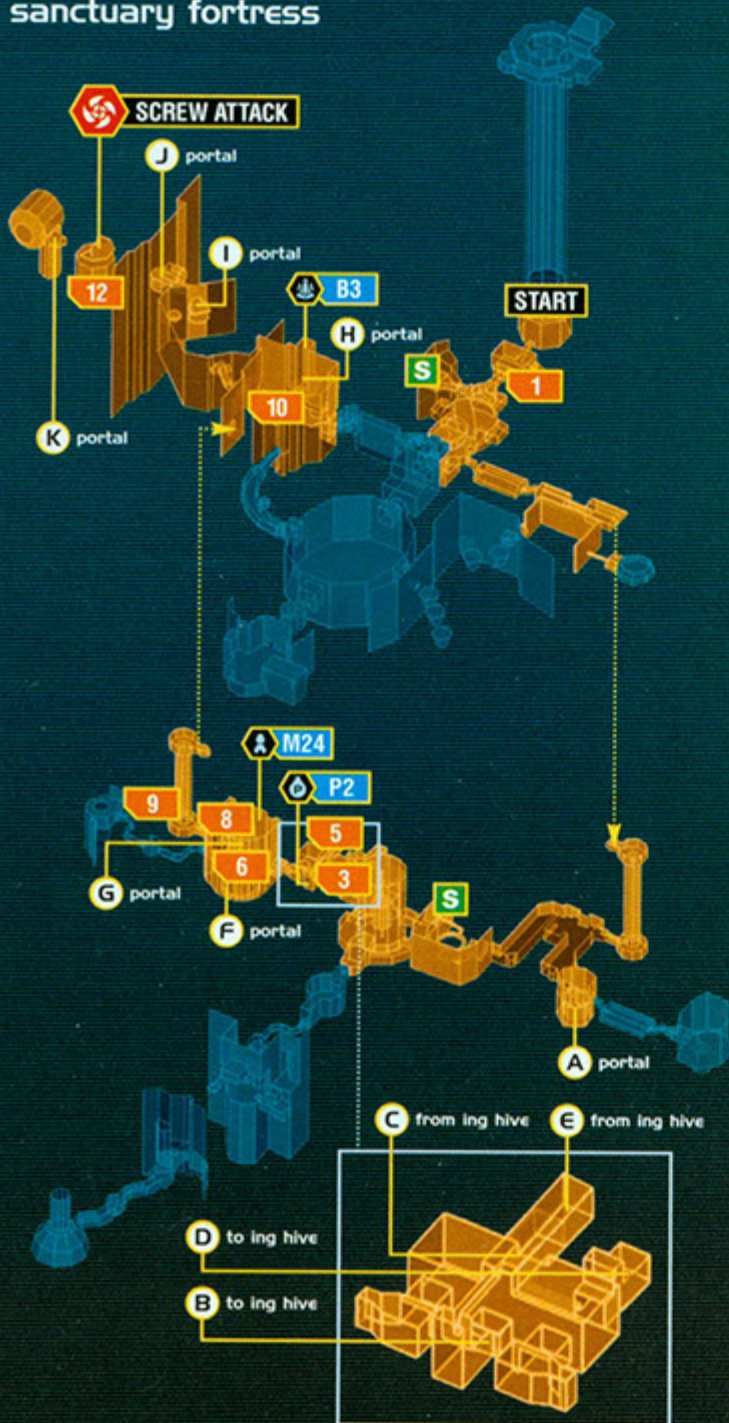 sanctuary fortress
SCREW ATTACK
J portal
I portal
12
B3
START
H portal
S
1
10
K portal
M24
P2
9
8
5
6
3
G portal
S
F portal
A portal
C from ing hive
E from ing hive
D to ing hive
B to ing hive